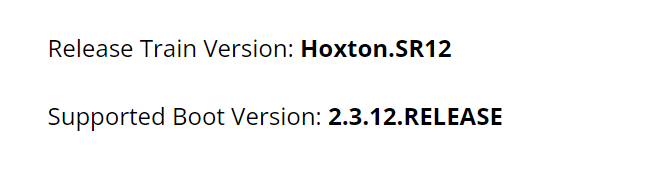 Release Train Version: Hoxton.SR12
Supported Boot Version: 2.3.12.RELEASE